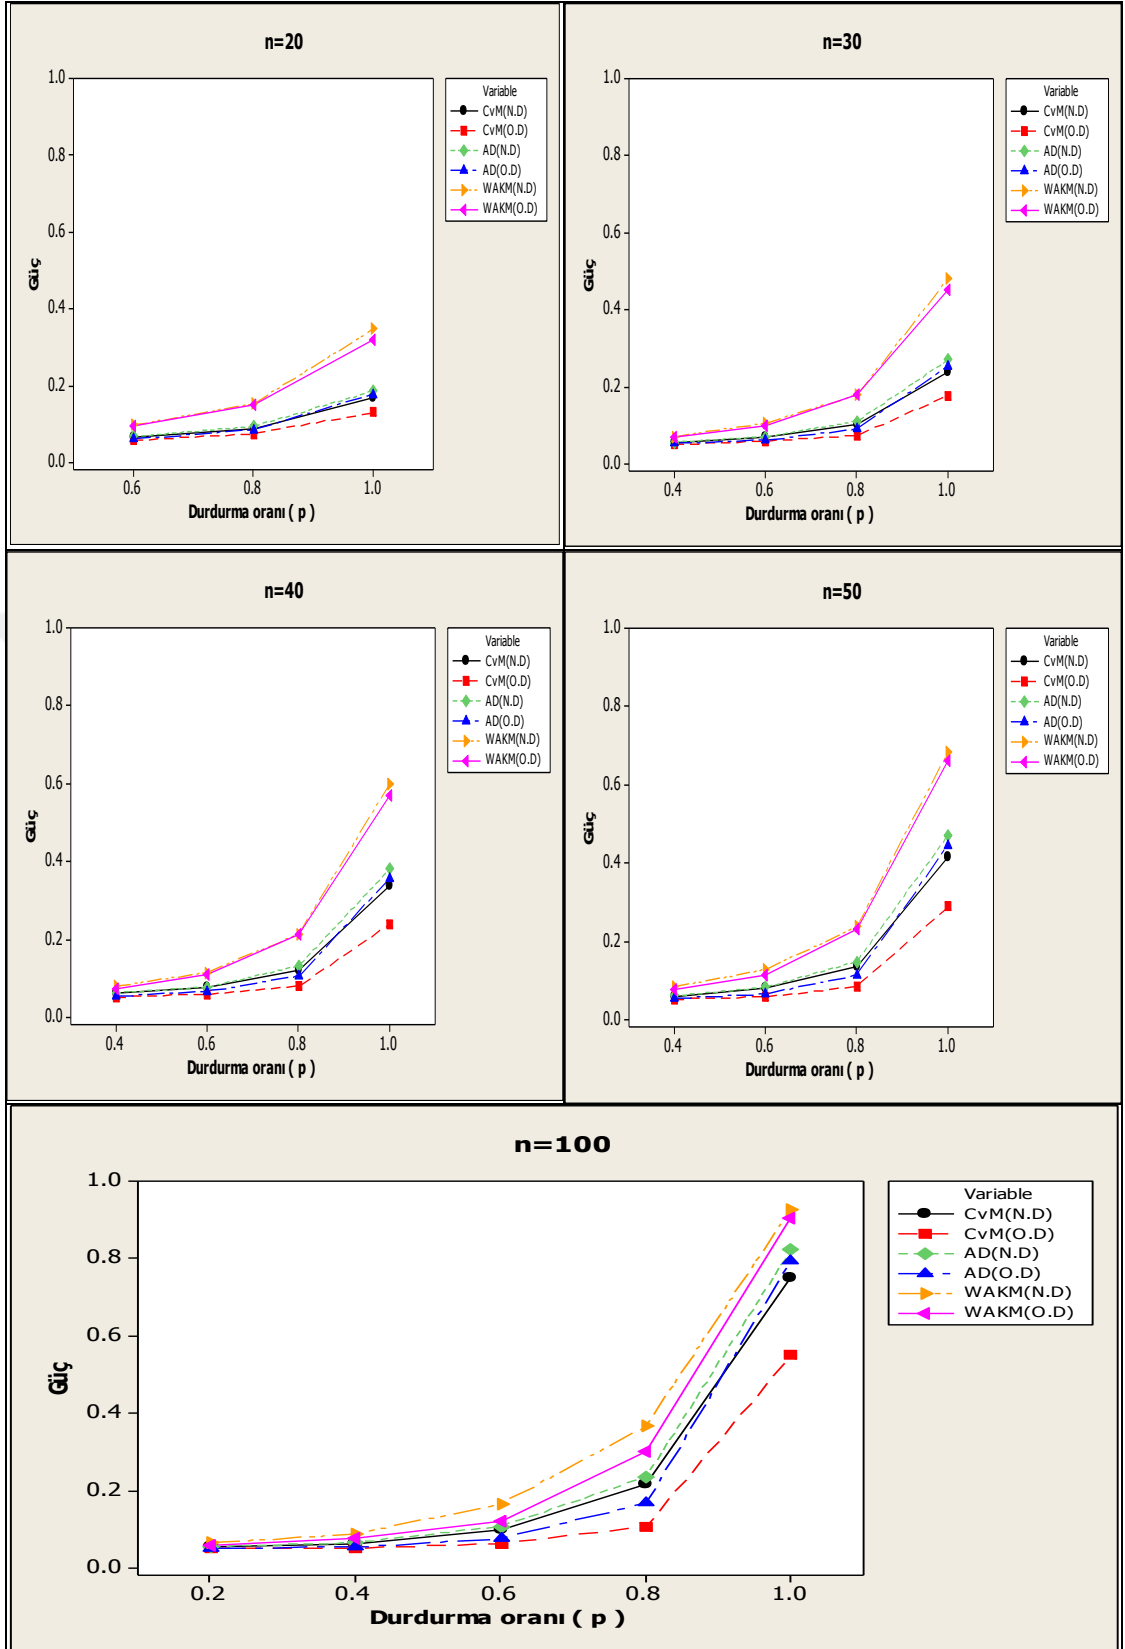 n=20
1.0
0.8
0.6
0.4
0.2
0.0
Güç
0.6 0.8 1.0
Durdurma oranı ( p )
Variable
CvM(N.D)
CvM(O.D)
AD(N.D)
AD(O.D)
WAKM(N.D)
WAKM(O.D)
n=30
1.0
0.8
0.6
0.4
0.2
0.0
Güç
0.4 0.6 0.8 1.0
Durdurma oranı ( p )
Variable
CvM(N.D)
CvM(O.D)
AD(N.D)
AD(O.D)
WAKM(N.D)
WAKM(O.D)
n=40
1.0
0.8
0.6
0.4
0.2
0.0
Güç
0.4 0.6 0.8 1.0
Durdurma oranı ( p )
Variable
CvM(N.D)
CvM(O.D)
AD(N.D)
AD(O.D)
WAKM(N.D)
WAKM(O.D)
n=50
1.0
0.8
0.6
0.4
0.2
0.0
Güç
0.4 0.6 0.8 1.0
Durdurma oranı ( p )
Variable
CvM(N.D)
CvM(O.D)
AD(N.D)
AD(O.D)
WAKM(N.D)
WAKM(O.D)
n=100
1.0
0.8
0.6
0.4
0.2
0.0
Güç
0.2 0.4 0.6 0.8 1.0
Durdurma oranı ( p )
Variable
CvM(N.D)
CvM(O.D)
AD(N.D)
AD(O.D)
WAKM(N.D)
WAKM(O.D)